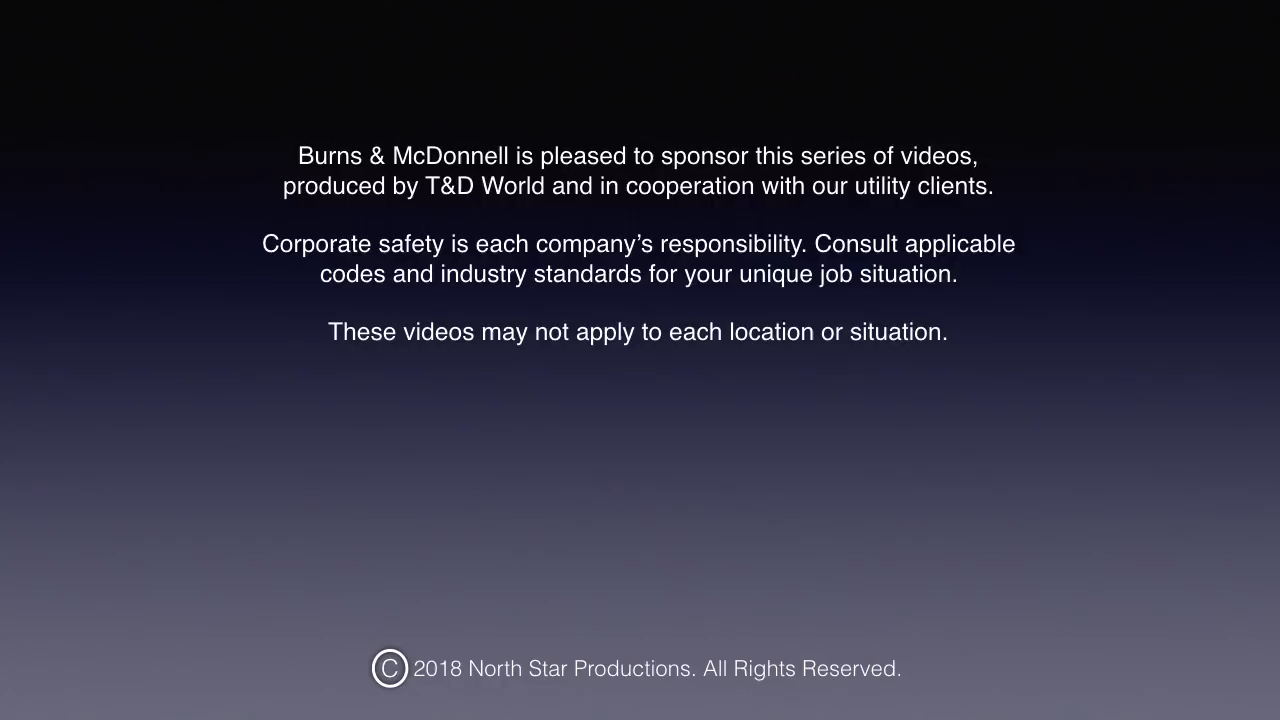 Burns & McDonnell is pleased to sponsor this series of videos,
produced by T&D World and in cooperation with our utility clients.
Corporate safety is each company’s responsibility. Consult applicable
codes and industry standards for your unique job situation.
These videos may not apply to each location or situation.
© 2018 North Star Productions. All Rights Reserved.